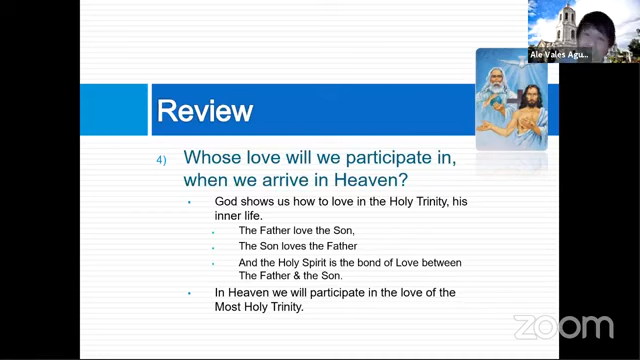 Ale Vales Agu...
Review
4) Whose love will we participate in,
when we arrive in Heaven?
• God shows us how to love in the Holy Trinity, his
inner life.
• The Father love the Son,
• The Son loves the Father
• And the Holy Spirit is the bond of Love between
The Father & the Son.
• In Heaven we will participate in the love of the
Most Holy Trinity.
zoom